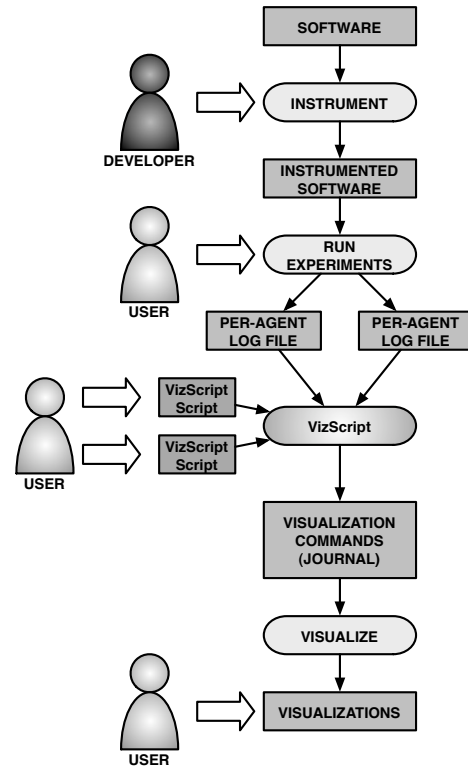 SOFTWARE
INSTRUMENT
DEVELOPER
INSTRUMENTED
SOFTWARE
RUN
EXPERIMENTS
USER
PER-AGENT
LOG FILE
PER-AGENT
LOG FILE
VizScript
Script
VizScript
VizScript
Script
USER
VISUALIZATION
COMMANDS
(JOURNAL)
VISUALIZE
VISUALIZATIONS
USER